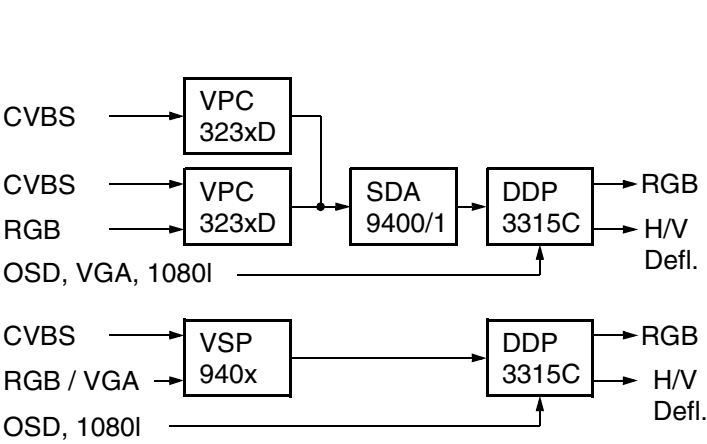 CVBS
VPC
323xD
CVBS
RGB
VPC
323xD
SDA
9400/1
DDP
3315C
RGB
H/V
Defl.
OSD, VGA, 1080I
CVBS
RGB / VGA
VSP
940x
DDP
3315C
RGB
H/V
Defl.
OSD, 1080I